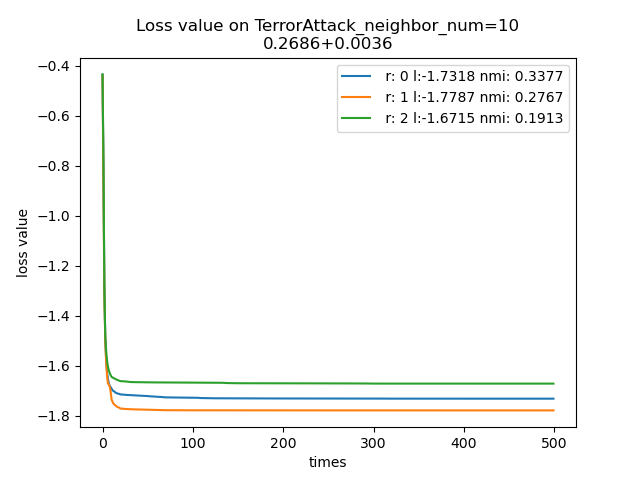 Loss value on TerrorAttack_neighbor_num=10
0.2686+0.0036
r: 0 l:-1.7318 nmi: 0.3377
r: 1 l:-1.7787 nmi: 0.2767
r: 2 l:-1.6715 nmi: 0.1913
loss value
−0.4
−0.6
−0.8
−1.0
−1.2
−1.4
−1.6
−1.8
0 100 200 300 400 500
times